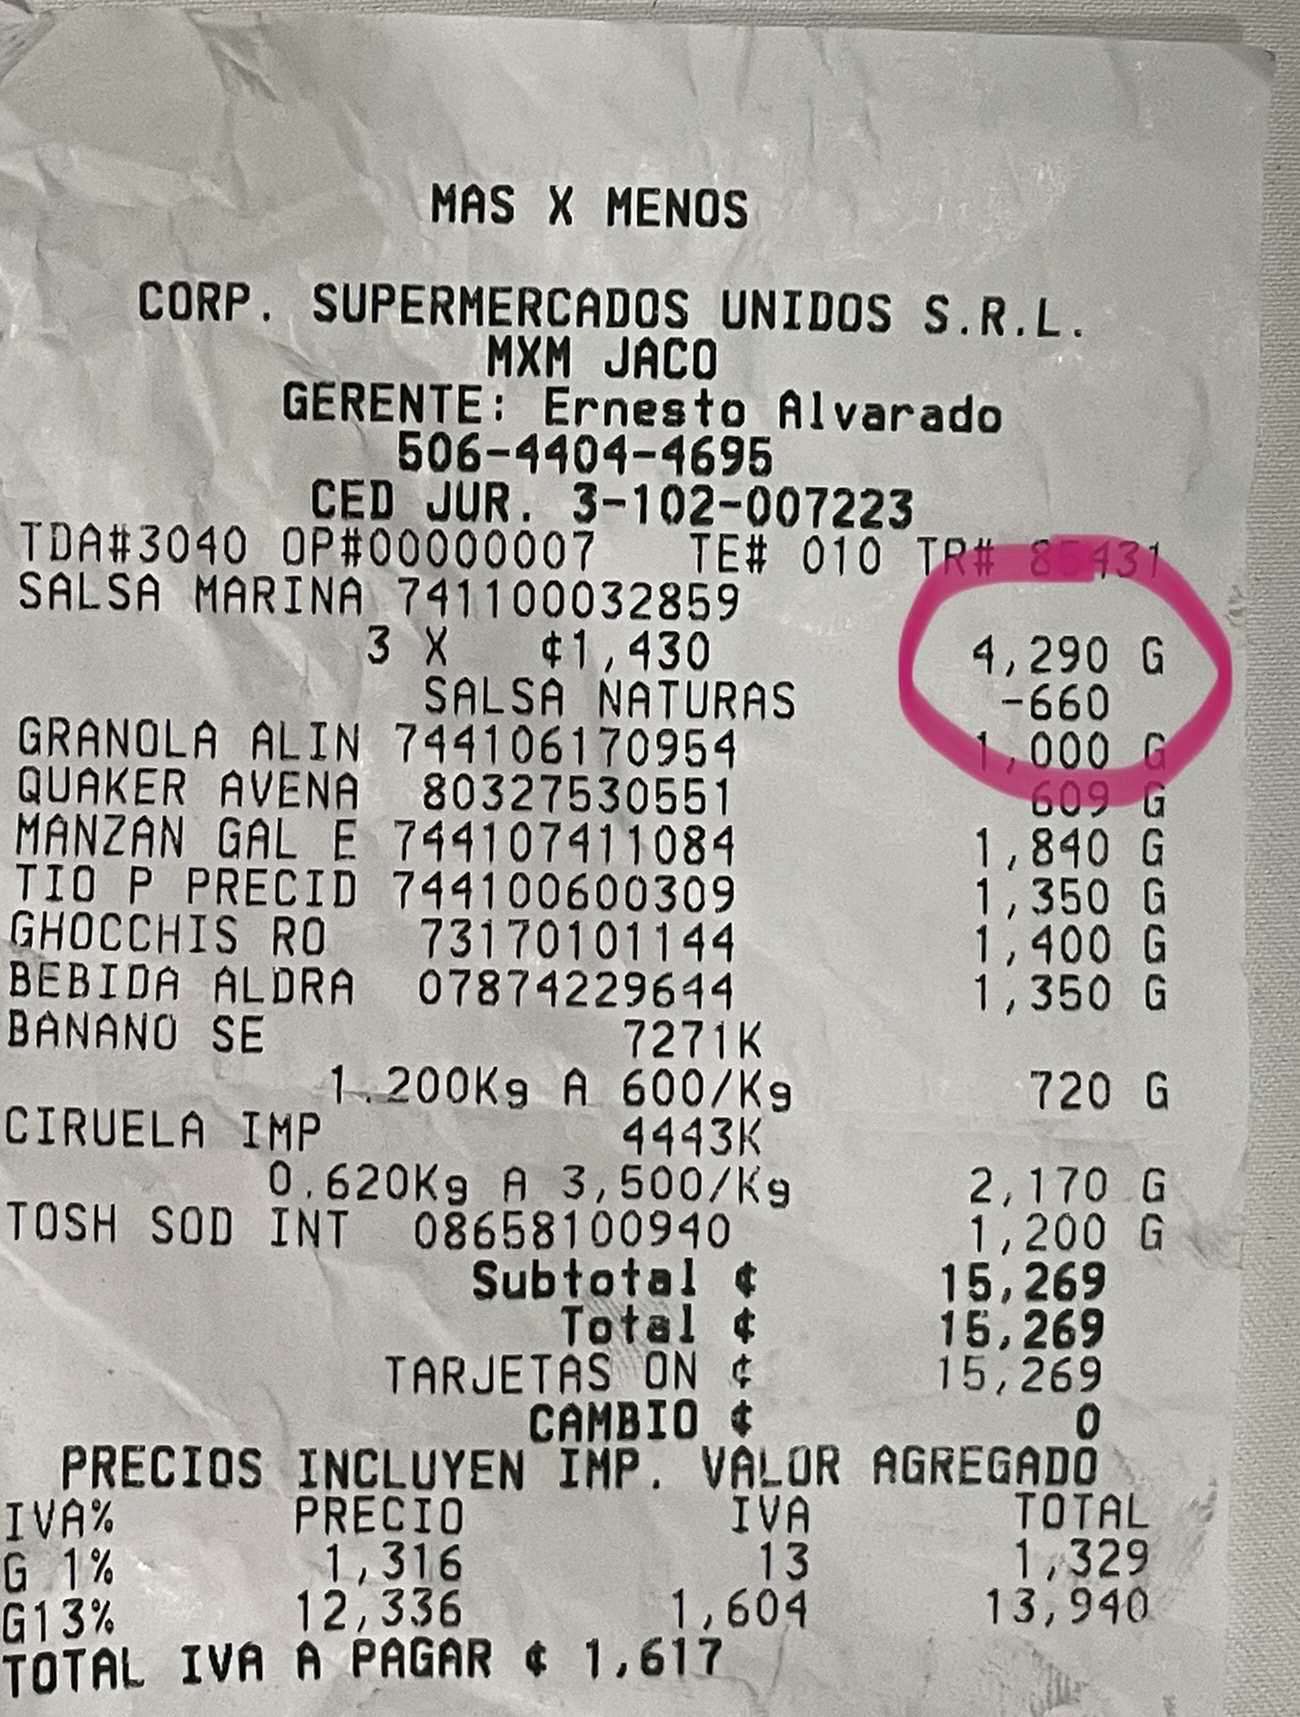 MAS X MENOS
CORP. SUPERMERCADOS UNIDOS S.R.L.
MXM JACO
GERENTE: Ernesto Alvarado
506-4404-4695
CED JUR. 3-102-007223
TDA#3040 OP#00000007 TE# 010 TR# 85431
SALSA MARINA 741100032859
3 X ¢1,430 4,290 G
SALSA NATURAS -660
GRANOLA ALIN 744106170954 1,000 G
QUAKER AVENA 80327530551 609 G
MANZAN GAL E 744107411084 1,840 G
TIO P PRECID 744100600309 1,350 G
GHOCCHIS RO 73170101144 1,400 G
BEBIDA ALDRA 07874229644 1,350 G
BANANO SE 7271K
1.200Kg A 600/Kg 720 G
CIRUELA IMP 4443K
0.620Kg A 3,500/Kg 2,170 G
TOSH SOD INT 08658100940 1,200 G
Subtotal ¢ 15,269
Total ¢ 15,269
TARJETAS ON ¢ 15,269
CAMBIO ¢ 0
PRECIOS INCLUYEN IMP. VALOR AGREGADO
IVA% PRECIO IVA TOTAL
G 1% 1,316 13 1,329
G13% 12,336 1,604 13,940
TOTAL IVA A PAGAR ¢ 1,617